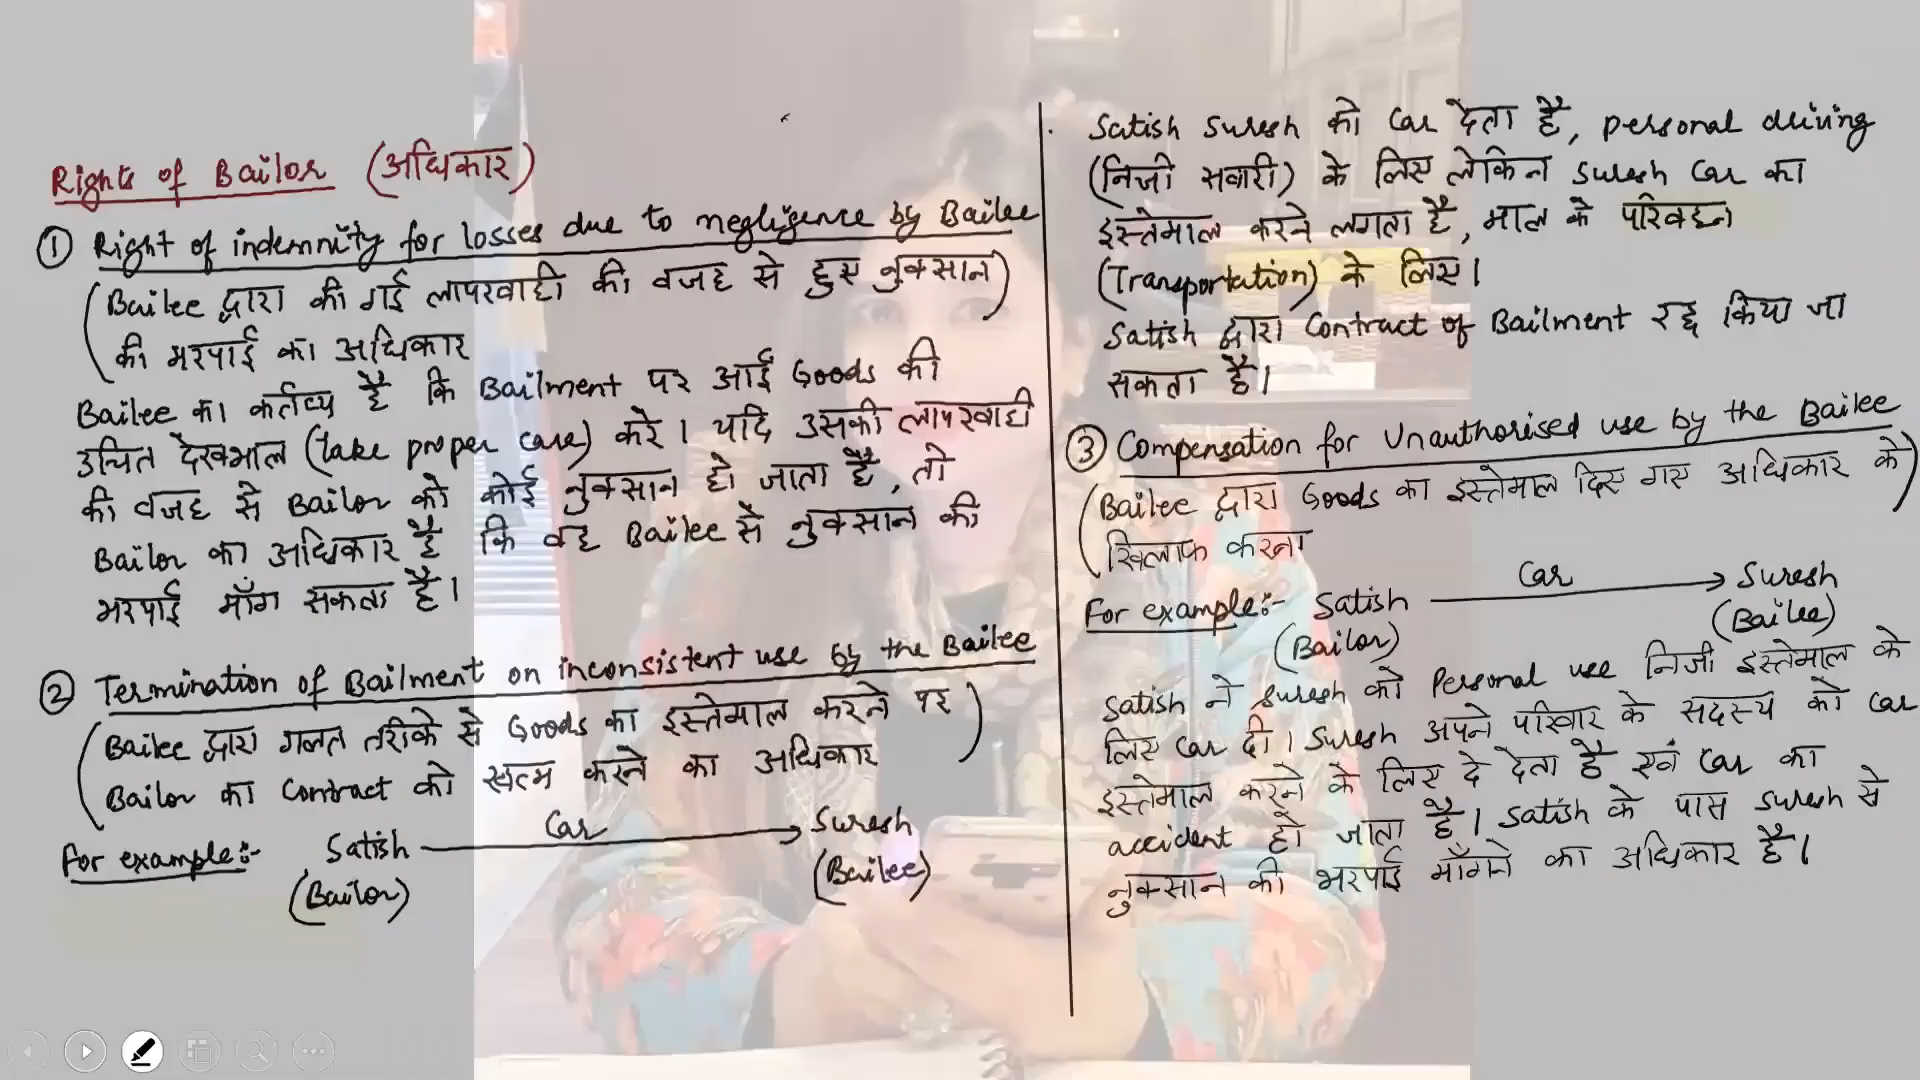 Rights of Bailor (अधिकार)
① Right of indemnity for losses due to negligence by Bailee
(Bailee द्वारा की गई लापरवाही की वजह से हुए नुक्सान)
की भरपाई का अधिकार
Bailee का कर्तव्य है कि Bailment पर आई Goods की
उचित देखभाल (take proper care) करे। यदि उसकी लापरवाही
की वजह से Bailor को कोई नुक्सान हो जाता है, तो
Bailor का अधिकार है कि वह Bailee से नुक्सान की
भरपाई माँग सकता है।
② Termination of Bailment on inconsistent use by the Bailee
(Bailee द्वारा गलत तरीके से Goods का इस्तेमाल करने पर)
Bailor का Contract को खत्म करने का अधिकार
For example:- Satish Car Suresh
(Bailor) (Bailee)
Satish Suresh को Car देता है, personal driving
(निजी सवारी) के लिए लेकिन Suresh Car का
इस्तेमाल करने लगता है, माल के परिवहन
(Transportation) के लिए।
Satish द्वारा Contract of Bailment रद्द किया जा
सकता है।
③ Compensation for Unauthorised use by the Bailee
(Bailee द्वारा Goods का इस्तेमाल दिए गए अधिकार के)
खिलाफ करना
For example:- Satish Car Suresh
(Bailor) (Bailee)
Satish ने Suresh को Personal use निजी इस्तेमाल के
लिए Car दी। Suresh अपने परिवार के सदस्य को Car
इस्तेमाल करने के लिए दे देता है एवं Car का
accident हो जाता है। Satish के पास Suresh से
नुक्सान की भरपाई माँगने का अधिकार है।